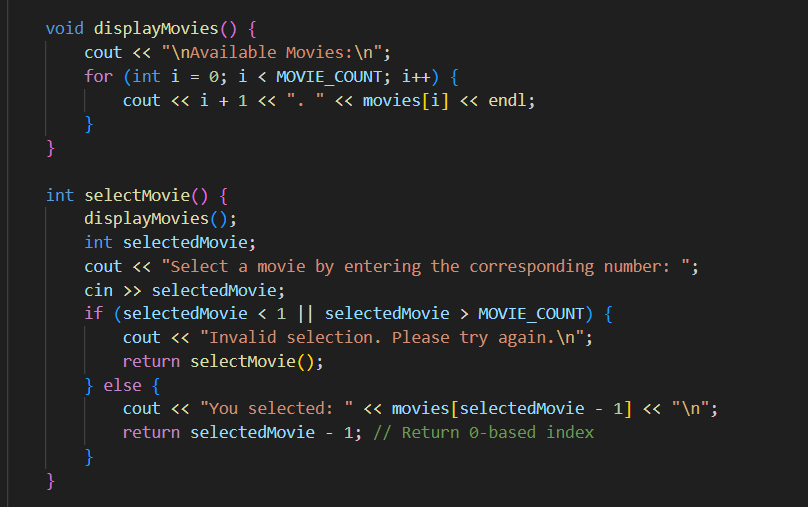 void displayMovies() {
    cout << "\nAvailable Movies:\n";
    for (int i = 0; i < MOVIE_COUNT; i++) {
        cout << i + 1 << ". " << movies[i] << endl;
    }
}

int selectMovie() {
    displayMovies();
    int selectedMovie;
    cout << "Select a movie by entering the corresponding number: ";
    cin >> selectedMovie;
    if (selectedMovie < 1 || selectedMovie > MOVIE_COUNT) {
        cout << "Invalid selection. Please try again.\n";
        return selectMovie();
    } else {
        cout << "You selected: " << movies[selectedMovie - 1] << "\n";
        return selectedMovie - 1; // Return 0-based index
    }
}